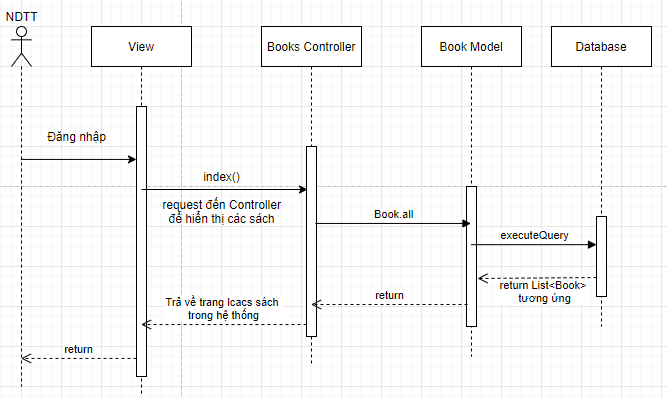 NDTT
View
Books Controller
Book Model
Database
Đăng nhập
index()
request đến Controller
để hiển thị các sách
Book.all
executeQuery
return List<Book>
tương ứng
return
Trả về trang lcacs sách
trong hệ thống
return